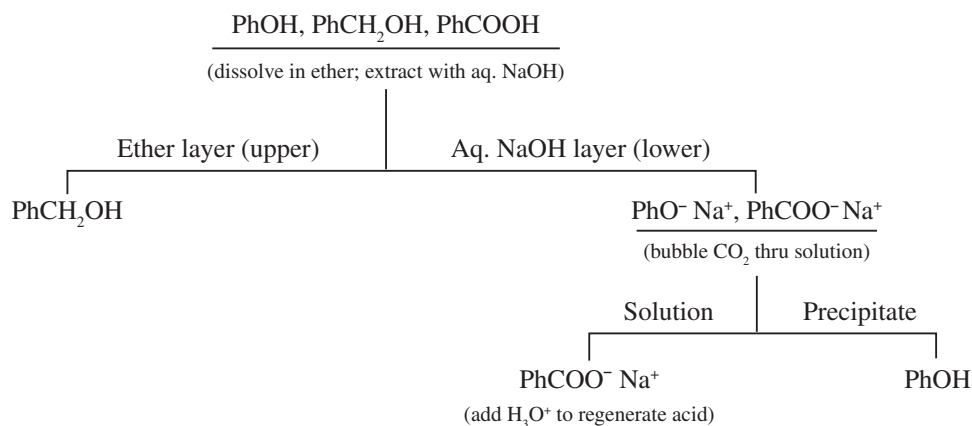 PhOH, PhCH₂OH, PhCOOH
(dissolve in ether; extract with aq. NaOH)
Ether layer (upper)
Aq. NaOH layer (lower)
PhCH₂OH
PhO⁻ Na⁺, PhCOO⁻Na⁺
(bubble CO₂ thru solution)
Solution
Precipitate
PhCOO⁻ Na⁺
PhOH
(add H₃O⁺ to regenerate acid)